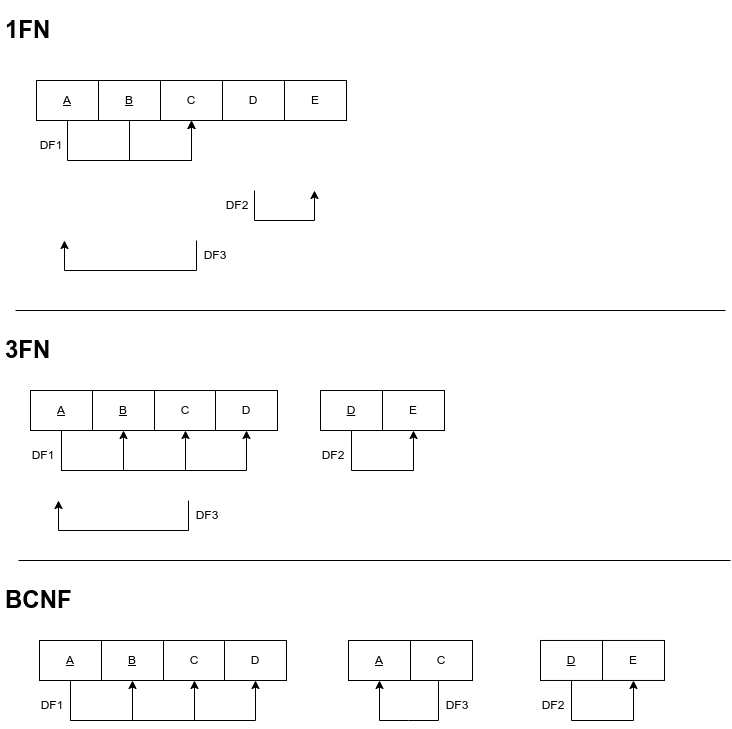 1FN
A B C D E
DF1
DF2
DF3
3FN
A B C D D E
DF1 DF2
DF3
BCNF
A B C D A C D E
DF1 DF3 DF2